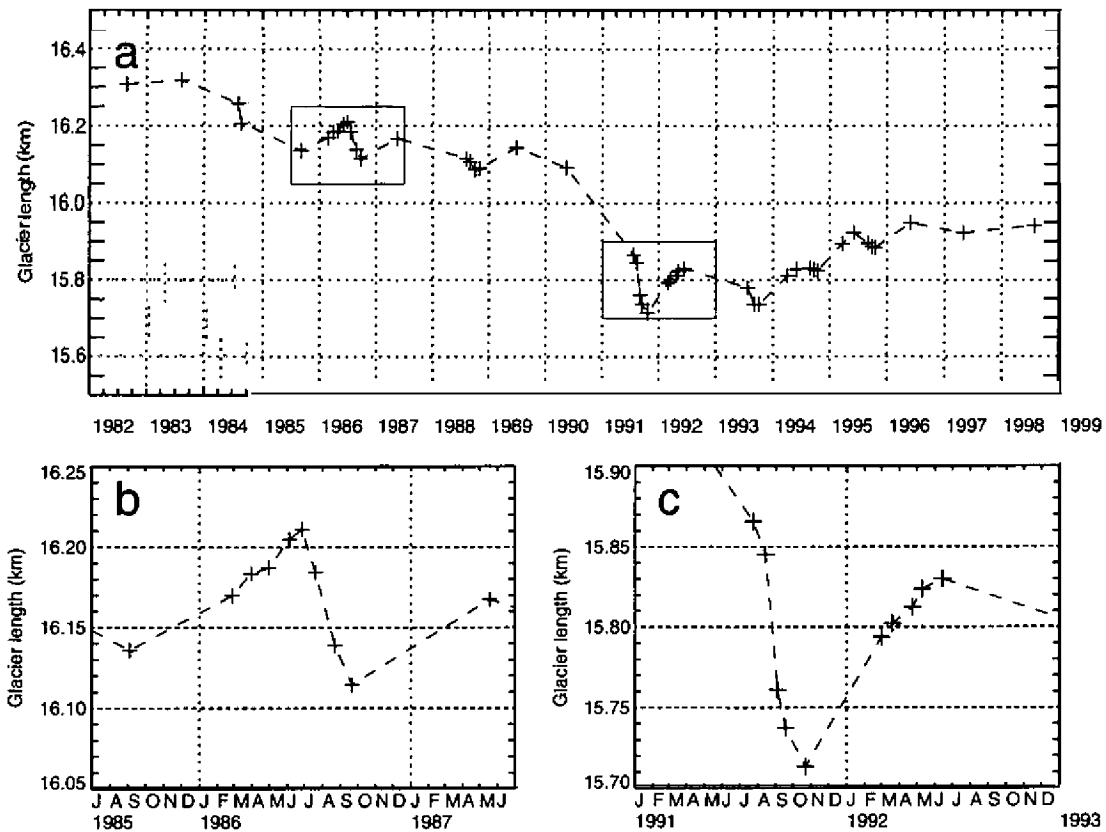 a
Glacier length (km)
16.4
16.2
16.0
15.8
15.6
1982 1983 1984 1985 1986 1987 1988 1989 1990 1991 1992 1993 1994 1995 1996 1997 1998 1999
b
Glacier length (km)
16.25
16.20
16.15
16.10
16.05
J A S O N D J F M A M J J A S O N D J F M A M J
1985 1986 1987
c
Glacier length (km)
15.90
15.85
15.80
15.75
15.70
J F M A M J J A S O N D J F M A M J J A S O N D
1991 1992 1993